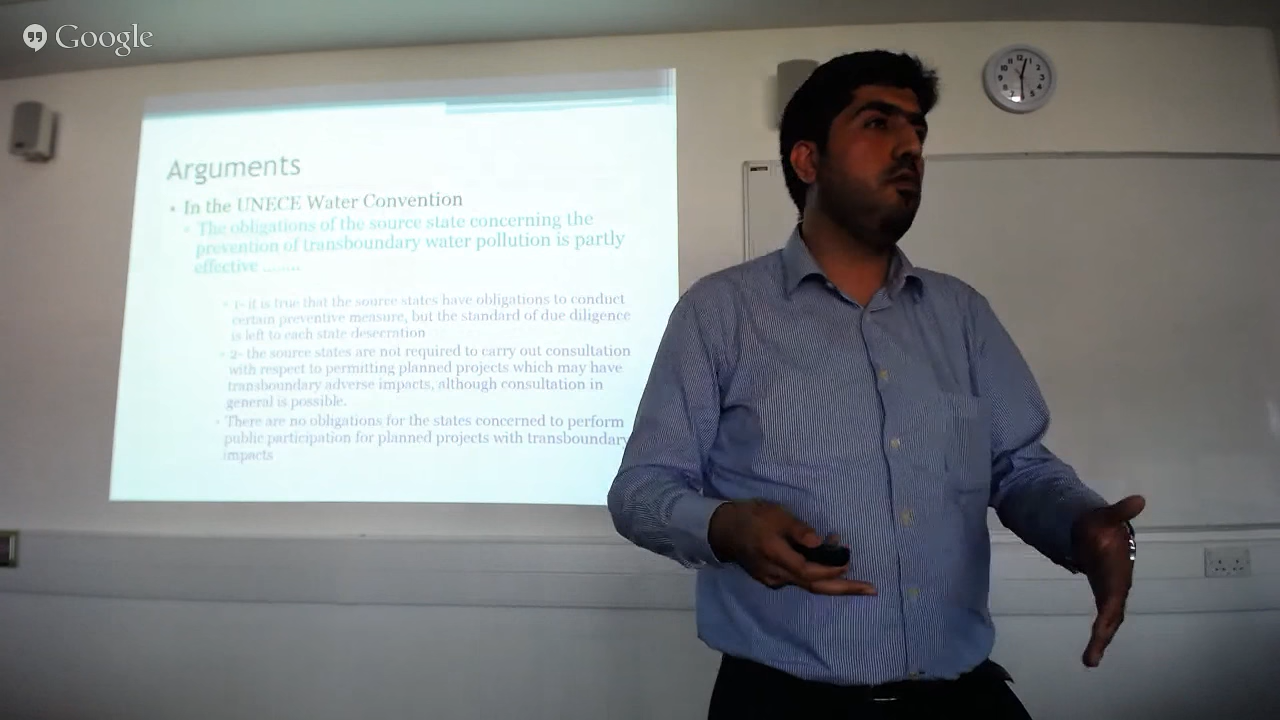 Google
Arguments
In the UNECE Water Convention
The obligations of the source state concerning the
prevention of transboundary water pollution is partly
effective ........
1- it is true that the source states have obligations to conduct
certain preventive measure, but the standard of due diligence
is left to each state desecration
2- the source states are not required to carry out consultation
with respect to permitting planned projects which may have
transboundary adverse impacts, although consultation in
general is possible.
There are no obligations for the states concerned to perform
public participation for planned projects with transboundary
impacts